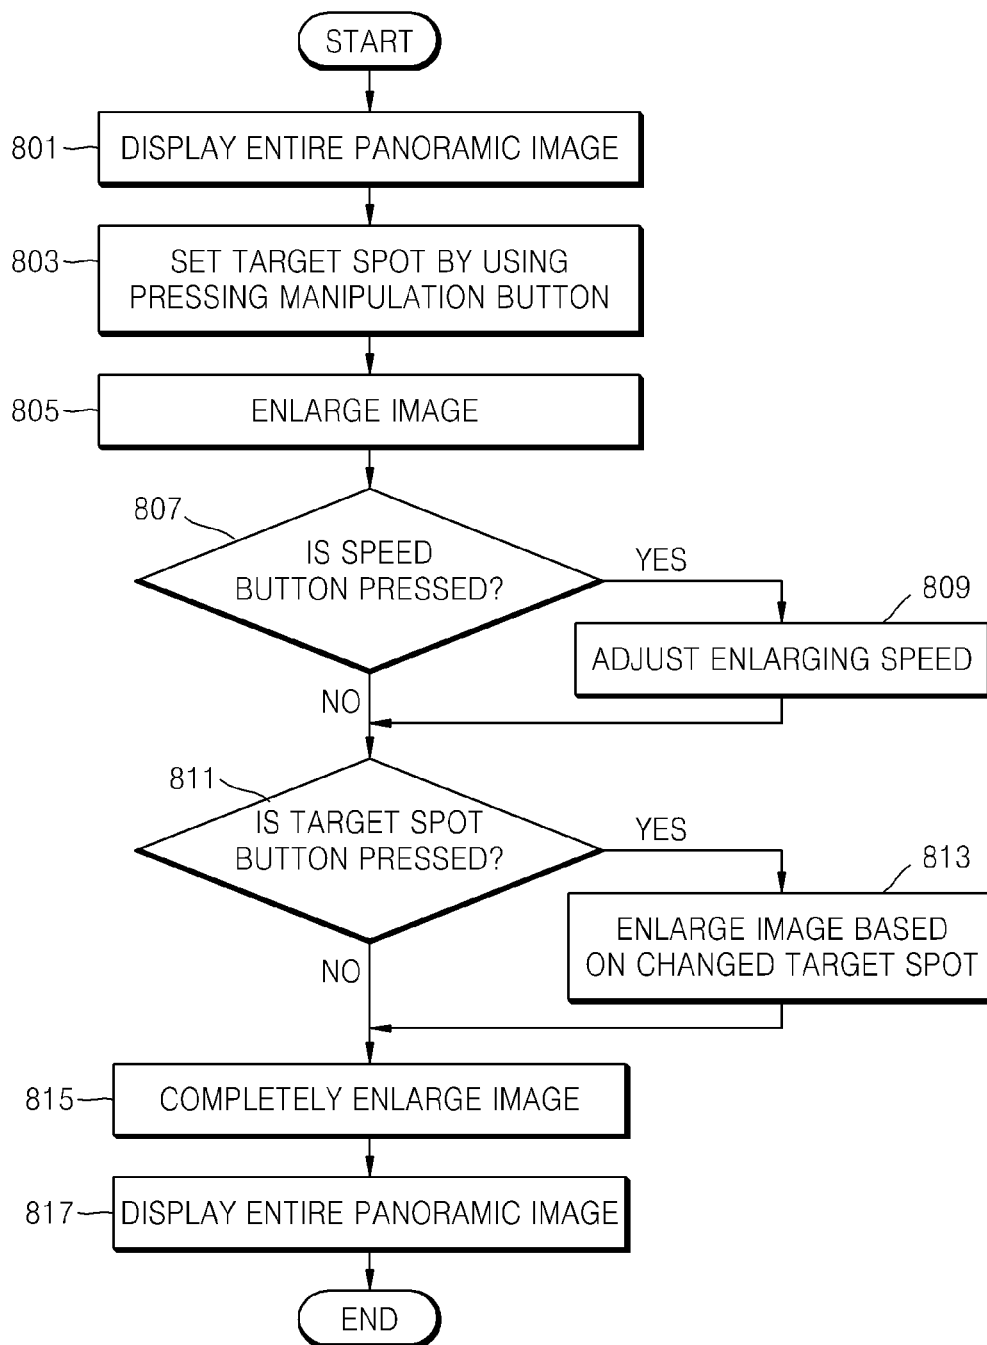 START
801
DISPLAY ENTIRE PANORAMIC IMAGE
803
SET TARGET SPOT BY USING
PRESSING MANIPULATION BUTTON
805
ENLARGE IMAGE
807
IS SPEED
BUTTON PRESSED?
YES
809
ADJUST ENLARGING SPEED
NO
811
IS TARGET SPOT
BUTTON PRESSED?
YES
813
ENLARGE IMAGE BASED
ON CHANGED TARGET SPOT
NO
815
COMPLETELY ENLARGE IMAGE
817
DISPLAY ENTIRE PANORAMIC IMAGE
END